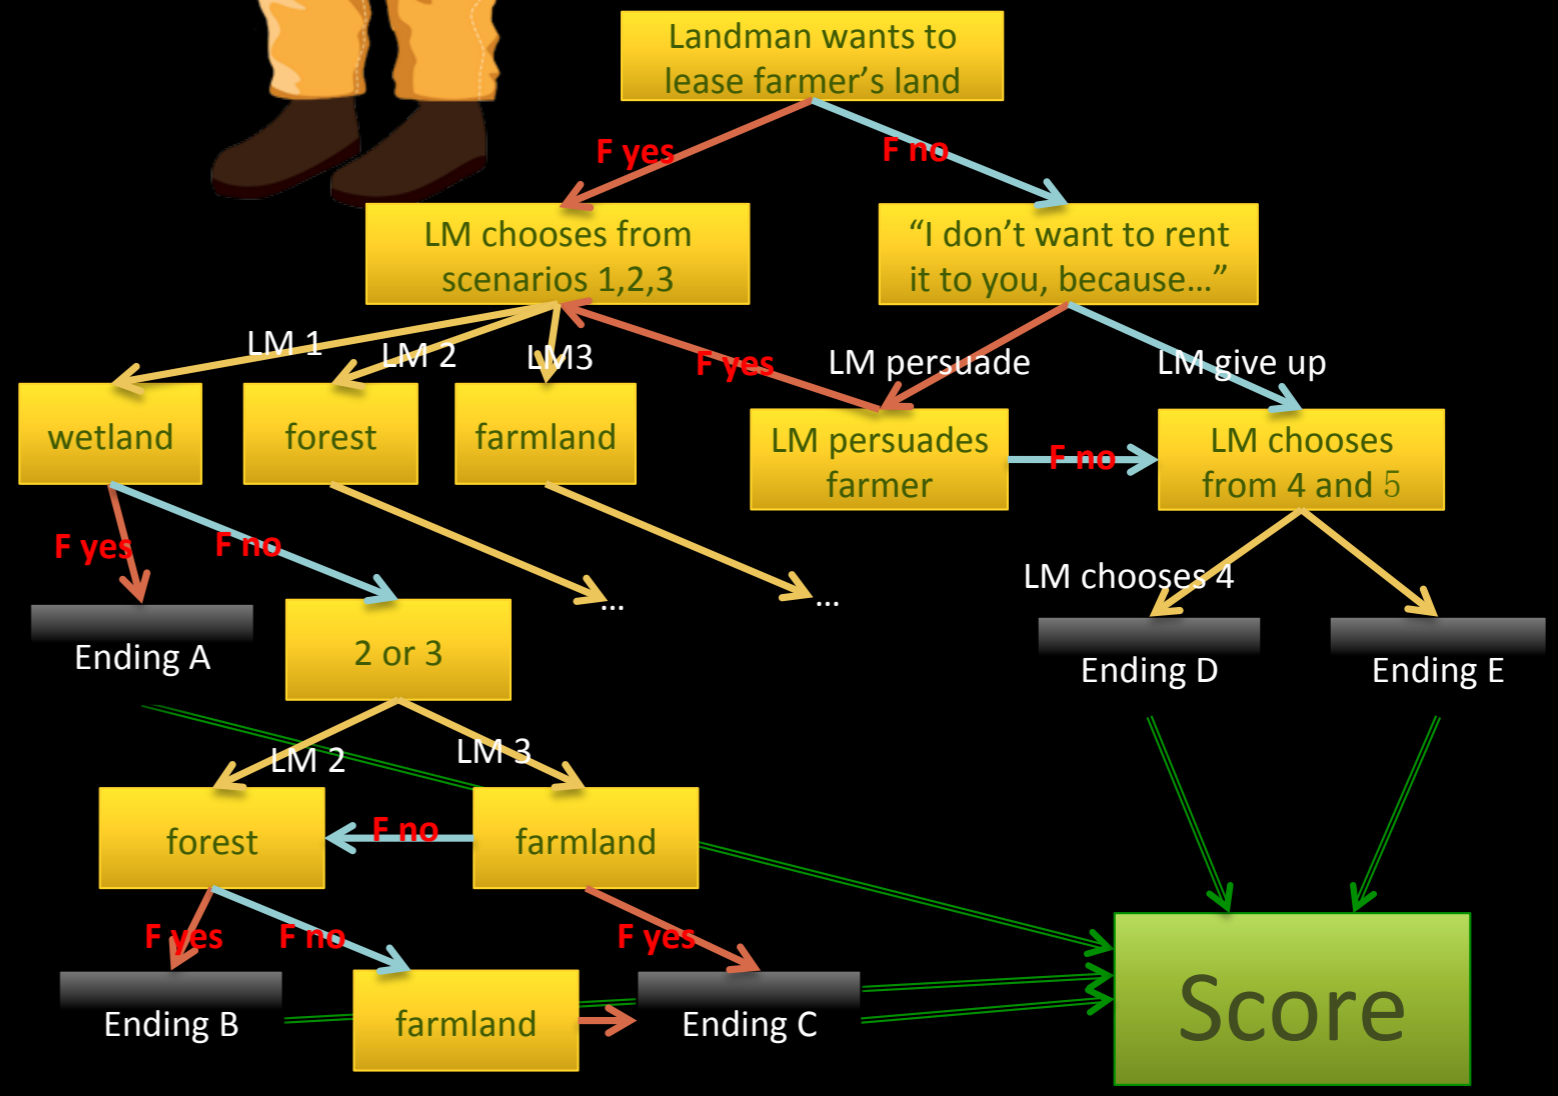 Landman wants to
lease farmer’s land
F yes
F no
LM chooses from
scenarios 1,2,3
“I don’t want to rent
it to you, because…”
LM 1
LM 2
LM3
F yes
LM persuade
LM give up
wetland
forest
farmland
LM persuades
farmer
F no
LM chooses
from 4 and 5
F yes
F no
LM chooses 4
...
...
Ending A
2 or 3
Ending D
Ending E
LM 2
LM 3
forest
F no
farmland
F yes
F no
F yes
Ending B
farmland
Ending C
Score